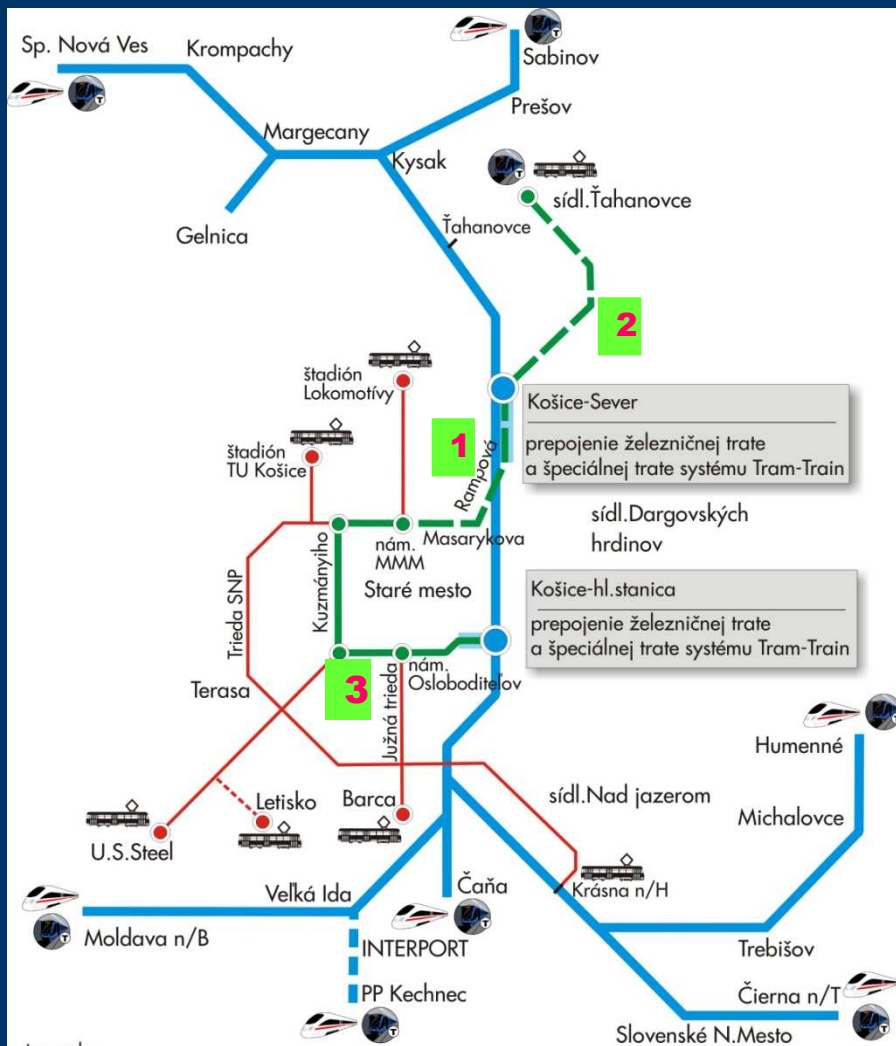 Sp. Nová Ves
Krompachy
Sabinov
Prešov
Margecany
Kysak
Gelnica
sídl.Ťahanovce
Ťahanovce
2
štadión
Lokomotívy
Košice-Sever
prepojenie železničnej trate
a špeciálnej trate systému Tram-Train
1
štadión
TU Košice
Rampová
Masarykova
nám.
MMM
sídl.Dargovských
hrdinov
Kuzmányiho
Trieda SNP
Staré mesto
Košice-hl.stanica
prepojenie železničnej trate
a špeciálnej trate systému Tram-Train
nám.
Osloboditeľov
3
Terasa
Južná trieda
Humenné
Letisko
Barca
sídl.Nad jazerom
Michalovce
U.S.Steel
Veľká Ida
Čaňa
Krásna n/H
Moldava n/B
INTERPORT
Trebišov
PP Kechnec
Čierna n/T
Slovenské N.Mesto